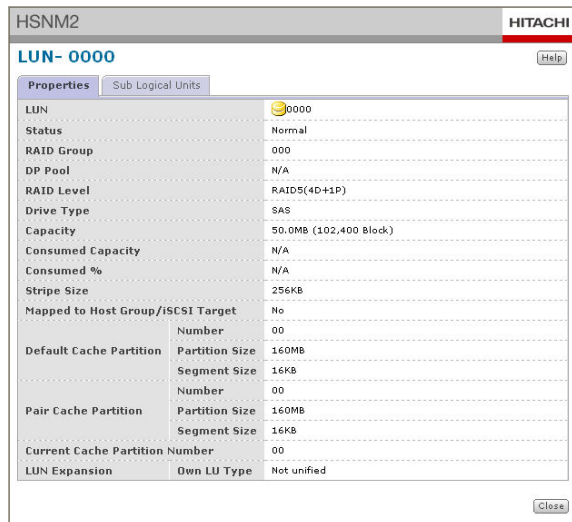 HSNM2 HITACHI
LUN- 0000 Help
Properties Sub Logical Units
LUN 0000
Status Normal
RAID Group 000
DP Pool N/A
RAID Level RAID5(4D+1P)
Drive Type SAS
Capacity 50.0MB (102,400 Block)
Consumed Capacity N/A
Consumed % N/A
Stripe Size 256KB
Mapped to Host Group/iSCSI Target No
Number 00
Default Cache Partition Partition Size 160MB
Segment Size 16KB
Number 00
Pair Cache Partition Partition Size 160MB
Segment Size 16KB
Current Cache Partition Number 00
LUN Expansion Own LU Type Not unified
Close